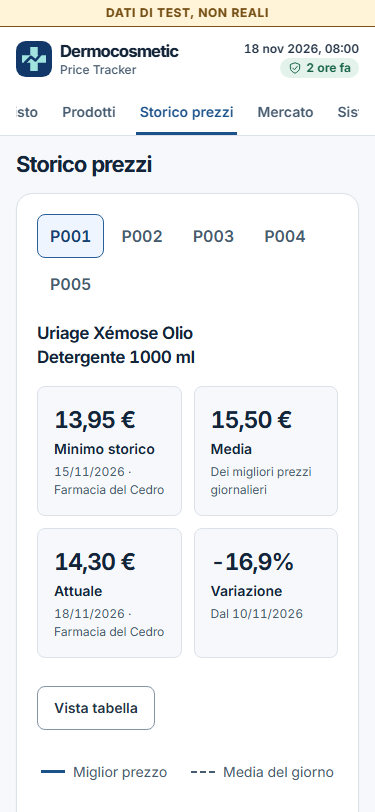 DATI DI TEST, NON REALI
Dermocosmetic
Price Tracker
18 nov 2026, 08:00
2 ore fa
isto Prodotti Storico prezzi Mercato Sis
Storico prezzi
P001 P002 P003 P004
P005
Uriage Xémose Olio
Detergente 1000 ml
13,95 €
Minimo storico
15/11/2026 ·
Farmacia del Cedro
15,50 €
Media
Dei migliori prezzi
giornalieri
14,30 €
Attuale
18/11/2026 ·
Farmacia del Cedro
-16,9%
Variazione
Dal 10/11/2026
Vista tabella
Miglior prezzo Media del giorno